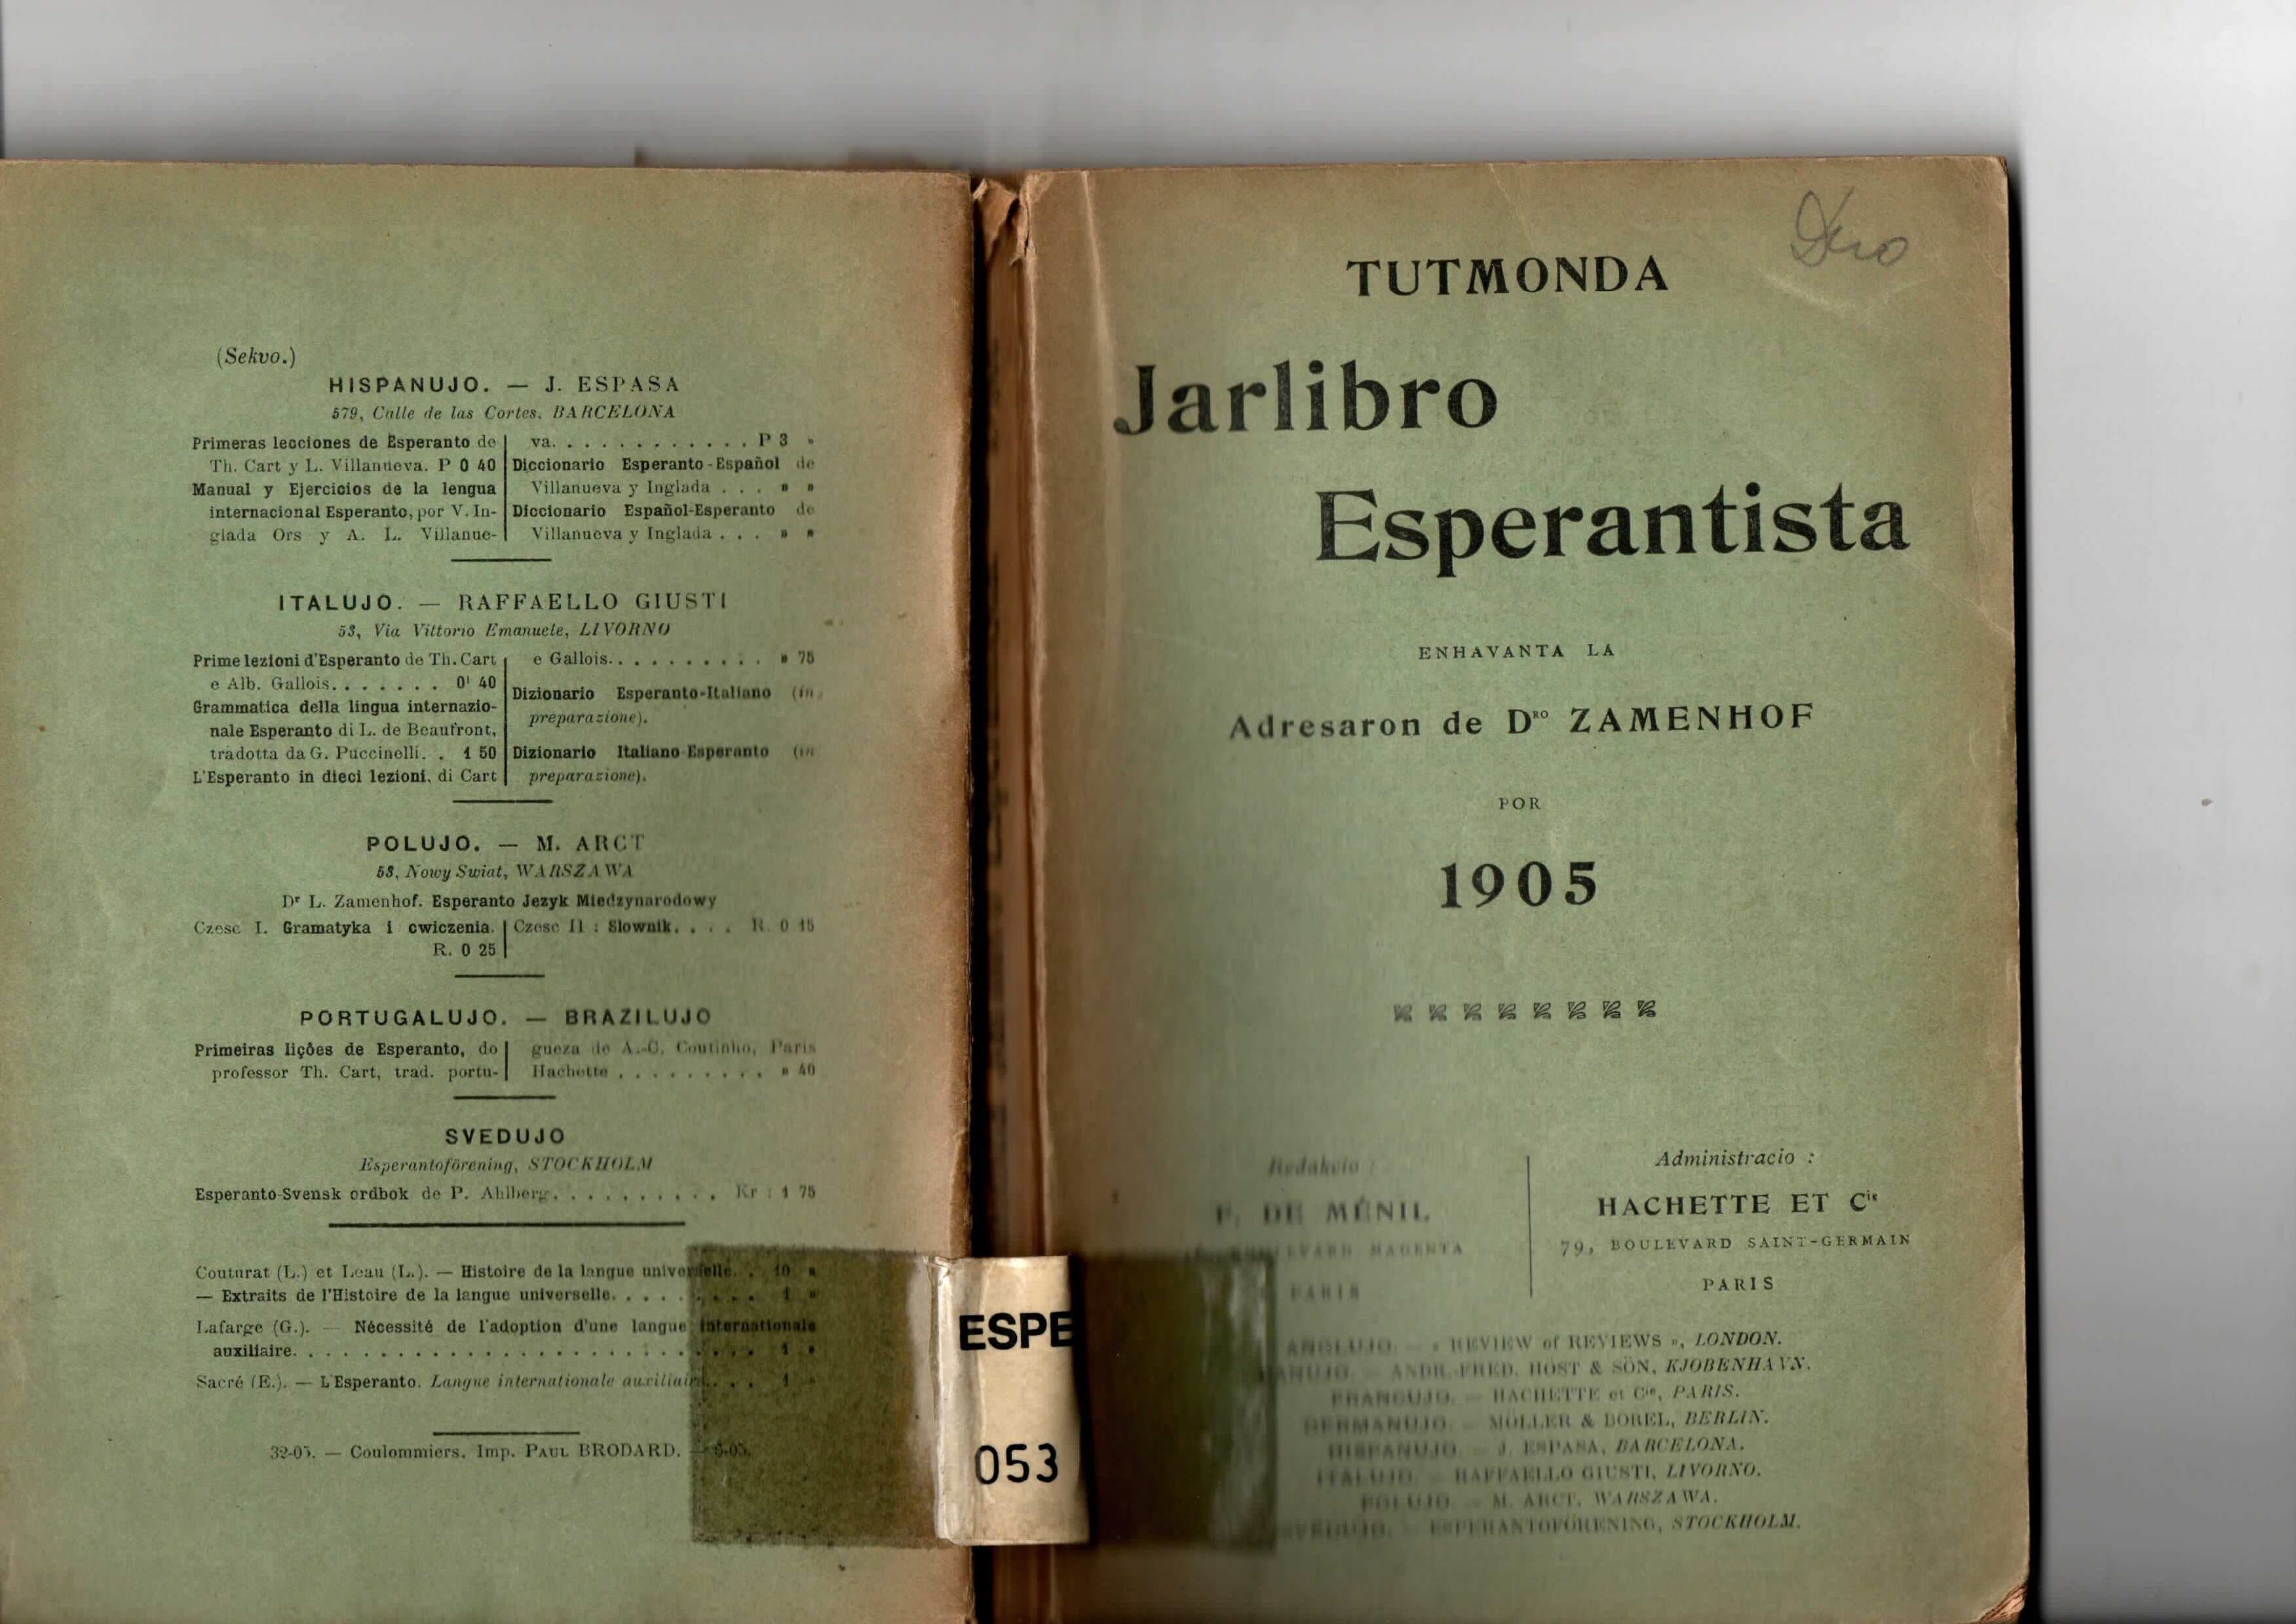 (Sekvo.)
HISPANUJO. — J. ESPASA
579, Calle de las Cortes, BARCELONA
Primeras lecciones de Esperanto de
Th. Cart y L. Villanueva. P 0 40
Manual y Ejercicios de la lengua
internacional Esperanto, por V. In-
glada Ors y A. L. Villanue-
va. . . . . . . . . . . . P 3 »
Diccionario Esperanto-Español de
Villanueva y Inglada . . . » »
Diccionario Español-Esperanto de
Villanueva y Inglada . . . » »
ITALUJO. — RAFFAELLO GIUSTI
53, Via Vittorio Emanuele, LIVORNO
Prime lezioni d'Esperanto de Th. Cart
e Alb. Gallois. . . . . . . 0ˡ 40
Grammatica della lingua internazio-
nale Esperanto di L. de Beaufront,
tradotta da G. Puccinelli. . 1 50
L'Esperanto in dieci lezioni, di Cart
e Gallois. . . . . . . . . . » 75
Dizionario Esperanto-Italiano (in
preparazione).
Dizionario Italiano Esperanto (in
preparazione).
POLUJO. — M. ARCT
53, Nowy Swiat, WARSZAWA
Dʳ L. Zamenhof. Esperanto Jezyk Miedzynarodowy
Czesc I. Gramatyka i cwiczenia.
R. 0 25
Czesc II : Slownik. . . . R. 0 15
PORTUGALUJO. — BRAZILUJO
Primeiras lições de Esperanto, do
professor Th. Cart, trad. portu-
gueza de A.-C. Coutinho, Paris
Hachette . . . . . . . . . » 40
SVEDUJO
Esperantoförening, STOCKHOLM
Esperanto-Svensk ordbok de P. Ahlberg. . . . . . . . . . Kr : 1 75
Couturat (L.) et Leau (L.). — Histoire de la langue universelle. . 10 »
— Extraits de l'Histoire de la langue universelle. . . . . . . . 1 »
Lafarge (G.). — Nécessité de l'adoption d'une langue internationale
auxiliaire. . . . . . . . . . . . . . . . . . . . . . . . 1 »
Sacré (E.). — L'Esperanto. Langue internationale auxiliaire. . . 1 »
32-05. — Coulommiers. Imp. PAUL BRODARD.
ESPE
053
TUTMONDA
Jarlibro
Esperantista
ENHAVANTA LA
Adresaron de Dᴿᴼ ZAMENHOF
POR
1905
Redakcio :
F. DE MÉNIL
BOULEVARD MAGENTA
PARIS
Administracio :
HACHETTE ET Cⁱᵉ
79, BOULEVARD SAINT-GERMAIN
PARIS
ANGLUJO. — « REVIEW of REVIEWS », LONDON.
ANDR. FRED. HOST & SÖN, KJOBENHAVN.
FRANCUJO. — HACHETTE et Cⁱᵉ, PARIS.
GERMANUJO. — MÖLLER & BOREL, BERLIN.
HISPANUJO. — J. ESPASA, BARCELONA.
ITALUJO. — RAFFAELLO GIUSTI, LIVORNO.
POLUJO. — M. ARCT, WARSZAWA.
SVEDUJO. — ESPERANTOFÖRENING, STOCKHOLM.